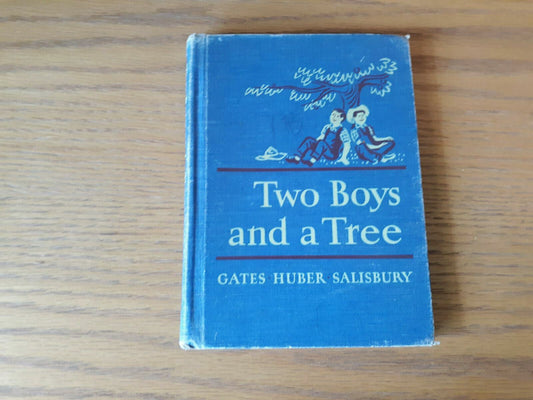 Two Boys
and a Tree
GATES HUBER SALISBURY